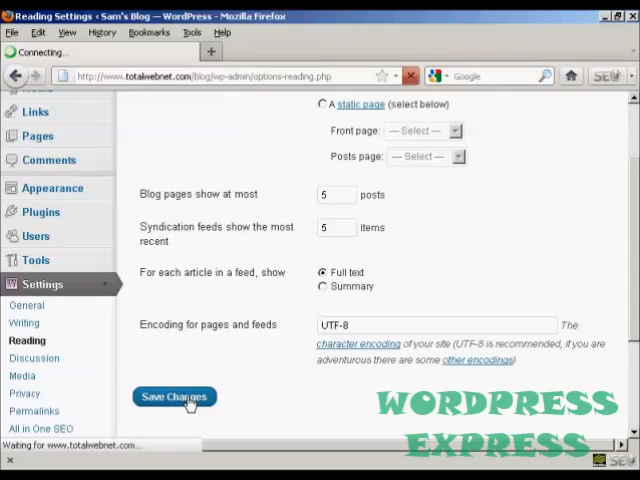 Reading Settings ‹ Sam's Blog — WordPress - Mozilla Firefox
File Edit View History Bookmarks Tools Help
Connecting...
http://www.totalwebnet.com/blog/wp-admin/options-reading.php
Google
SEO
Links
Pages
Comments
Appearance
Plugins
Users
Tools
Settings
General
Writing
Reading
Discussion
Media
Privacy
Permalinks
All in One SEO
A static page (select below)
Front page: — Select —
Posts page: — Select —
Blog pages show at most 5 posts
Syndication feeds show the most recent 5 items
For each article in a feed, show Full text
Summary
Encoding for pages and feeds UTF-8 The
character encoding of your site (UTF-8 is recommended, if you are
adventurous there are some other encodings)
Save Changes
WORDPRESS
EXPRESS
Waiting for www.totalwebnet.com...
SEO